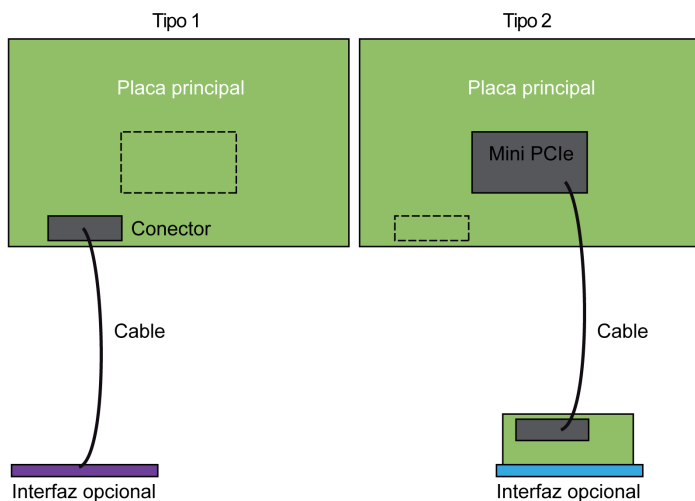 Tipo 1
Tipo 2
Placa principal
Placa principal
Mini PCIe
Conector
Cable
Cable
Interfaz opcional
Interfaz opcional